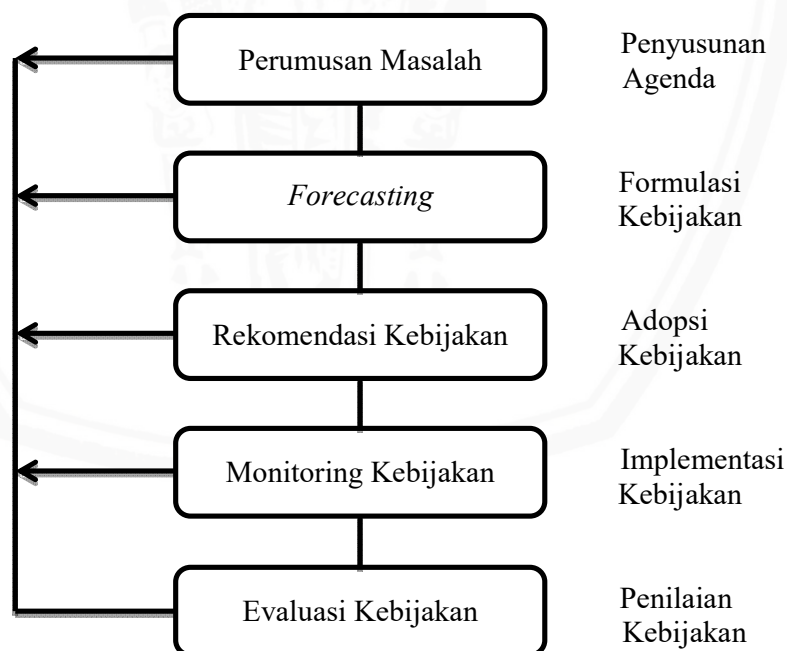 Perumusan Masalah
Penyusunan
Agenda
Forecasting
Formulasi
Kebijakan
Rekomendasi Kebijakan
Adopsi
Kebijakan
Monitoring Kebijakan
Implementasi
Kebijakan
Evaluasi Kebijakan
Penilaian
Kebijakan